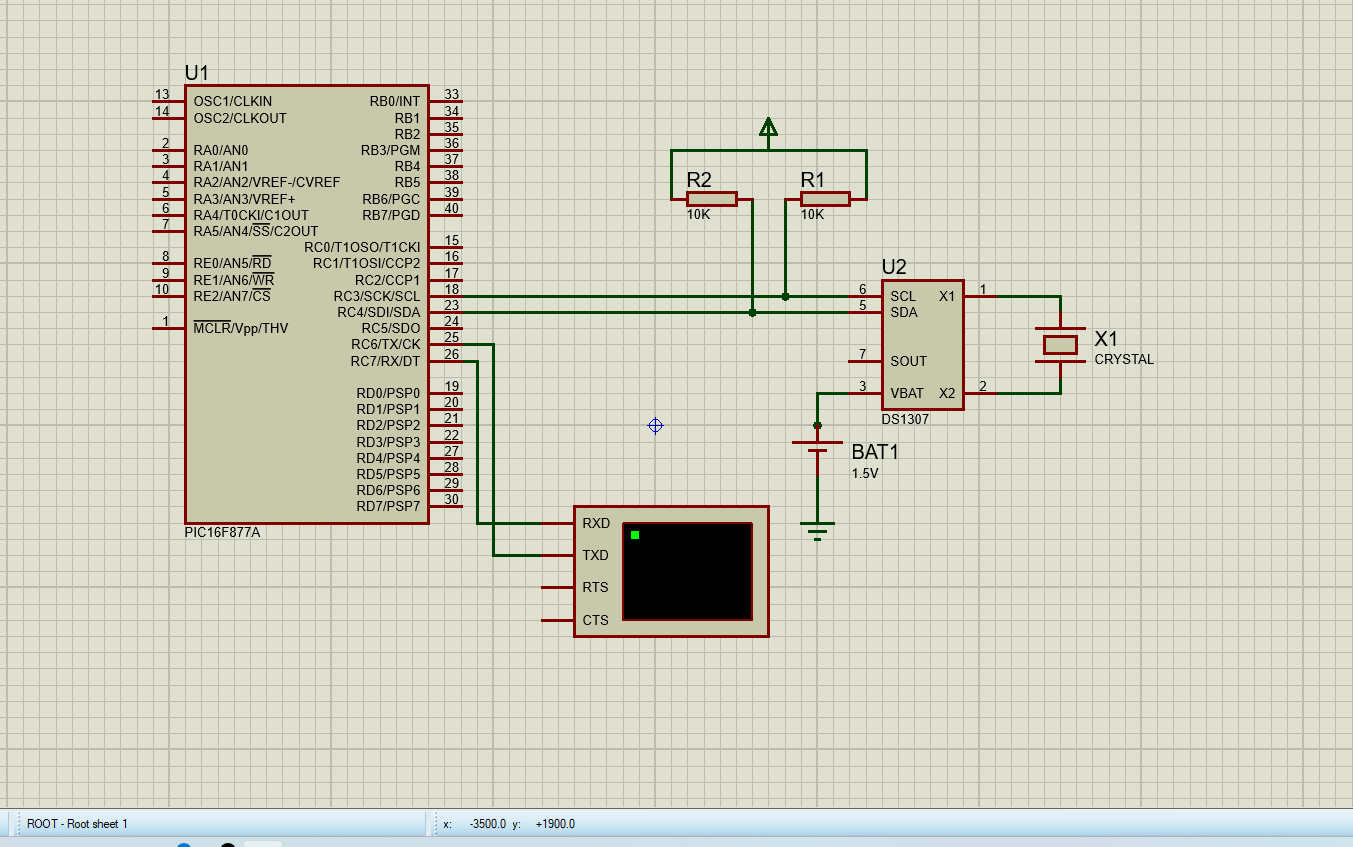 U1
13 OSC1/CLKIN RB0/INT 33
14 OSC2/CLKOUT RB1 34
RB2 35
2 RA0/AN0 RB3/PGM 36
3 RA1/AN1 RB4 37
4 RA2/AN2/VREF-/CVREF RB5 38
5 RA3/AN3/VREF+ RB6/PGC 39
6 RA4/T0CKI/C1OUT RB7/PGD 40
7 RA5/AN4/SS/C2OUT
RC0/T1OSO/T1CKI 15
8 RE0/AN5/RD RC1/T1OSI/CCP2 16
9 RE1/AN6/WR RC2/CCP1 17
10 RE2/AN7/CS RC3/SCK/SCL 18
RC4/SDI/SDA 23
1 MCLR/Vpp/THV RC5/SDO 24
RC6/TX/CK 25
RC7/RX/DT 26
RD0/PSP0 19
RD1/PSP1 20
RD2/PSP2 21
RD3/PSP3 22
RD4/PSP4 27
RD5/PSP5 28
RD6/PSP6 29
RD7/PSP7 30
PIC16F877A
R2
10K
R1
10K
U2
6 SCL X1 1
5 SDA
7 SOUT
3 VBAT X2 2
DS1307
X1
CRYSTAL
BAT1
1.5V
RXD
TXD
RTS
CTS
ROOT - Root sheet 1
x: -3500.0 y: +1900.0